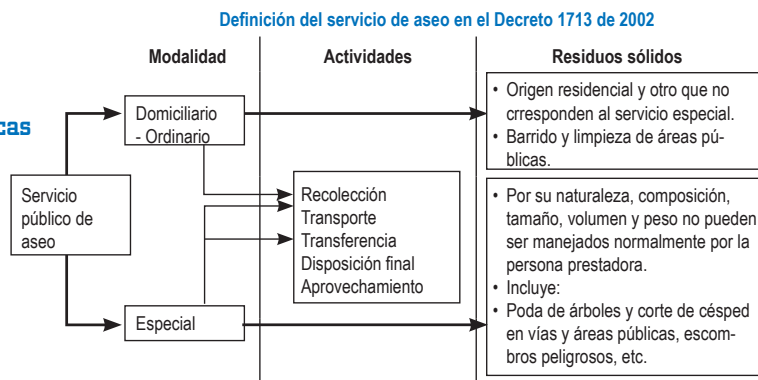 Definición del servicio de aseo en el Decreto 1713 de 2002
Modalidad
Actividades
Residuos sólidos
cas
Servicio
público de
aseo
Domiciliario
- Ordinario
Especial
Recolección
Transporte
Transferencia
Disposición final
Aprovechamiento
• Origen residencial y otro que no
crresponden al servicio especial.
• Barrido y limpieza de áreas pú-
blicas.
• Por su naturaleza, composición,
tamaño, volumen y peso no pueden
ser manejados normalmente por la
persona prestadora.
• Incluye:
• Poda de árboles y corte de césped
en vías y áreas públicas, escom-
bros peligrosos, etc.